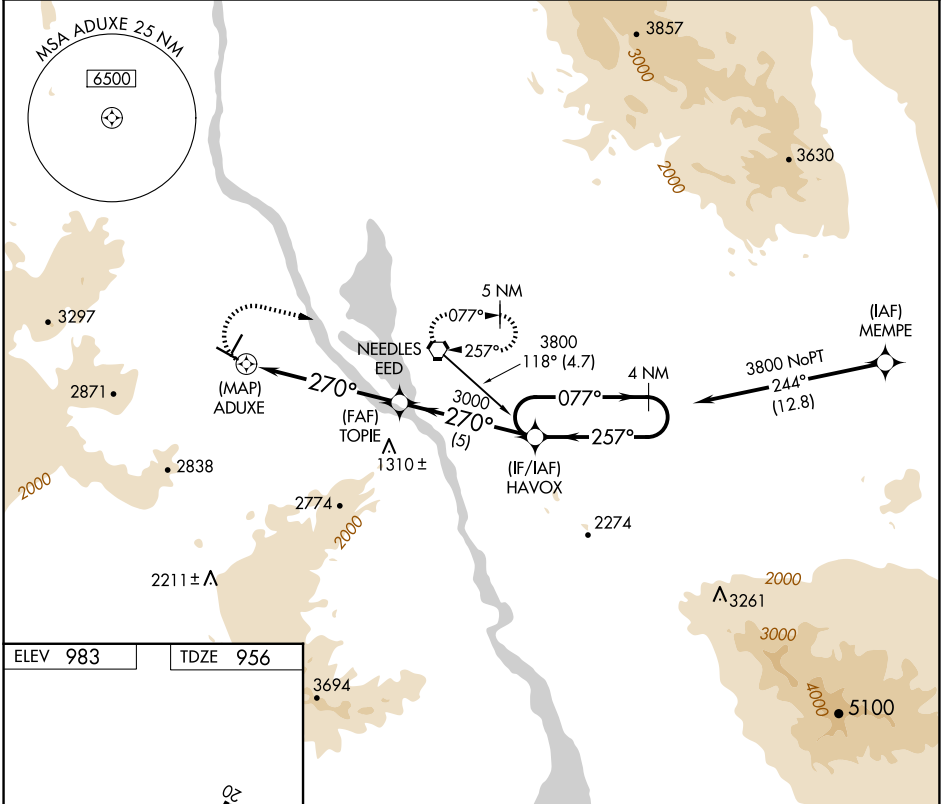 MSA ADUXE 25 NM
6500
3857
3000
3630
2000
5 NM
077°
257°
NEEDLES
EED
3800
118° (4.7)
(IAF)
MEMPE
3800 NoPT
244°
(12.8)
3297
2871
(MAP)
ADUXE
270°
(FAF)
TOPIE
3000
270°
(5)
4 NM
077°
257°
(IF/IAF)
HAVOX
1310 ±
2838
2000
2774
2000
2274
2211 ±
2000
3261
3000
4000
5100
3694
ELEV 983
TDZE 956
20